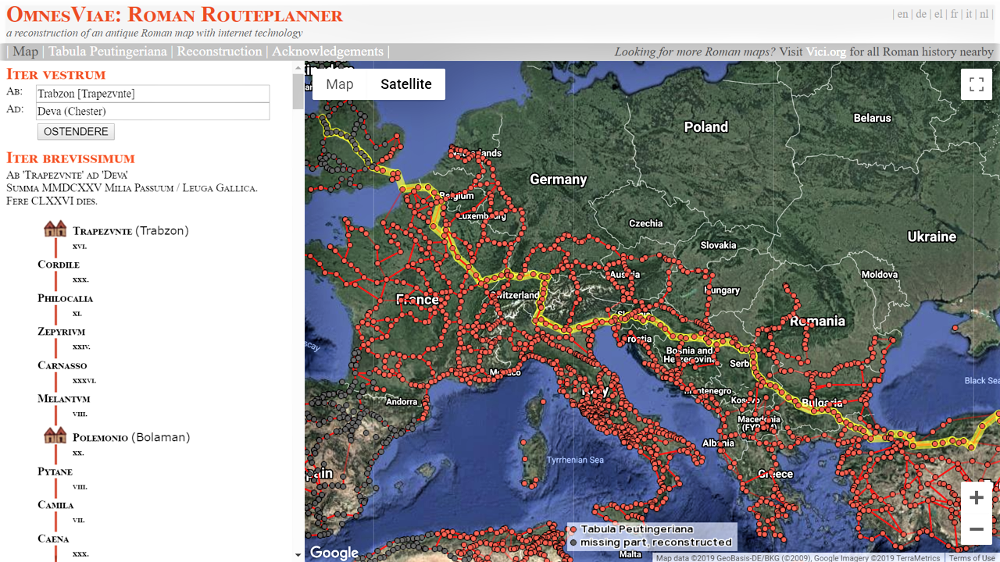 OmnesViae: Roman Routeplanner
a reconstruction of an antique Roman map with internet technology
| en | de | el | fr | it | nl |
| Map | Tabula Peutingeriana | Reconstruction | Acknowledgements |
Looking for more Roman maps? Visit Vici.org for all Roman history nearby
Iter vestrum
Ab: Trabzon [Trapezvnte]
Ad: Deva (Chester)
OSTENDERE
Iter brevissimum
Ab 'Trapezvnte' ad 'Deva'
Summa MMDCXXV Milia Passuum / Leuga Gallica.
Fere CLXXVI dies.
Trapezvnte (Trabzon)
xvi.
Cordile
xxx.
Philocalia
xi.
Zepyrivm
xxiv.
Carnasso
xxxvi.
Melantvm
viii.
Polemonio (Bolaman)
xx.
Pytane
viii.
Camila
vii.
Caena
xxx.
Map Satellite
Poland
Belarus
Germany
Belgium
Luxembourg
Czechia
Ukraine
Slovakia
Moldova
Austria
Hungary
Switzerland
France
Romania
Croatia
Bosnia and
Herzegovina
Serbia
Monaco
Montenegro
Black Sea
Andorra
Italy
Kosovo
Bulgaria
Macedonia
(FYROM)
Albania
Tyrrhenian Sea
Greece
Tabula Peutingeriana
missing part, reconstructed
Malta
Google
Map data ©2019 GeoBasis-DE/BKG (©2009), Google Imagery ©2019 TerraMetrics
Terms of Use